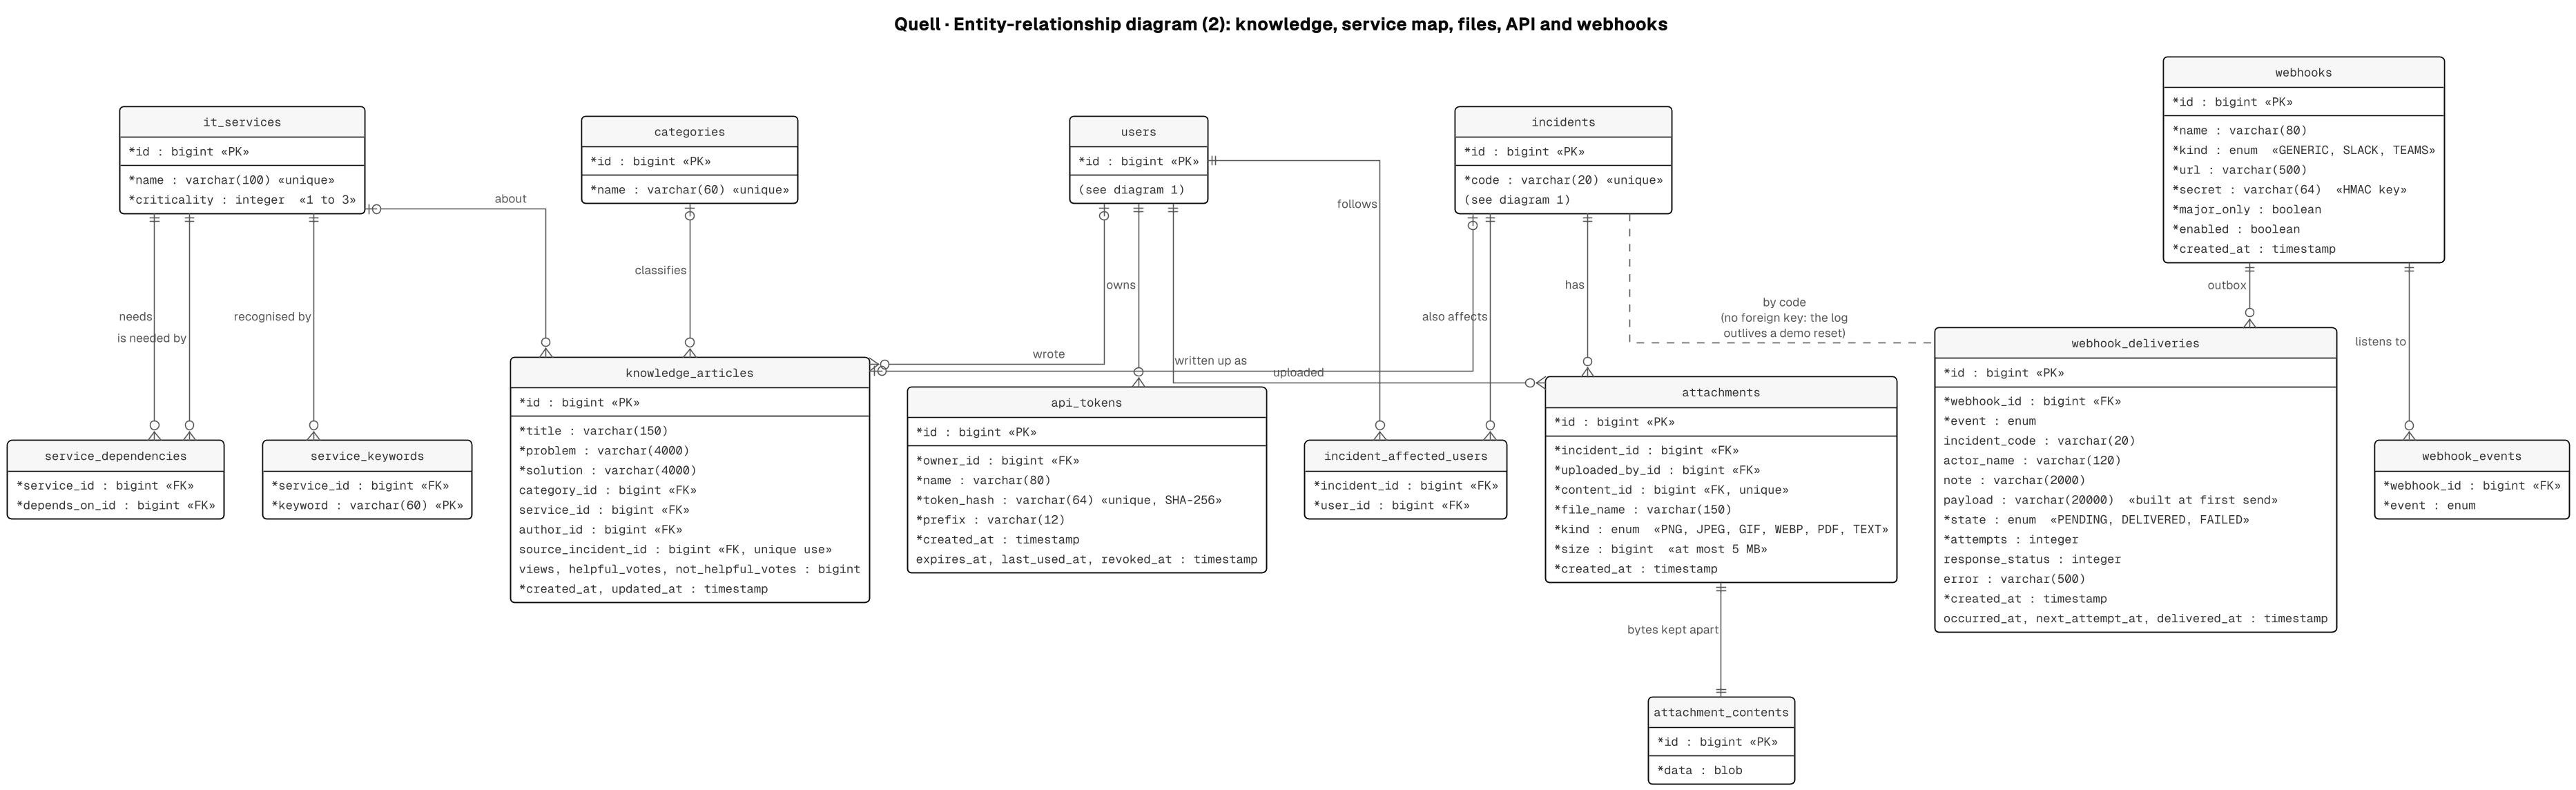 Quell · Entity-relationship diagram (2): knowledge, service map, files, API and webhooks
it_services
*id : bigint «PK»
*name : varchar(100) «unique»
*criticality : integer «1 to 3»
categories
*id : bigint «PK»
*name : varchar(60) «unique»
users
*id : bigint «PK»
(see diagram 1)
incidents
*id : bigint «PK»
*code : varchar(20) «unique»
(see diagram 1)
webhooks
*id : bigint «PK»
*name : varchar(80)
*kind : enum «GENERIC, SLACK, TEAMS»
*url : varchar(500)
*secret : varchar(64) «HMAC key»
*major_only : boolean
*enabled : boolean
*created_at : timestamp
about
follows
classifies
owns
has
outbox
needs
is needed by
recognised by
also affects
by code
(no foreign key: the log
outlives a demo reset)
listens to
wrote
written up as
uploaded
service_dependencies
*service_id : bigint «FK»
*depends_on_id : bigint «FK»
service_keywords
*service_id : bigint «FK»
*keyword : varchar(60) «PK»
knowledge_articles
*id : bigint «PK»
*title : varchar(150)
*problem : varchar(4000)
*solution : varchar(4000)
category_id : bigint «FK»
service_id : bigint «FK»
author_id : bigint «FK»
source_incident_id : bigint «FK, unique use»
views, helpful_votes, not_helpful_votes : bigint
*created_at, updated_at : timestamp
api_tokens
*id : bigint «PK»
*owner_id : bigint «FK»
*name : varchar(80)
*token_hash : varchar(64) «unique, SHA-256»
*prefix : varchar(12)
*created_at : timestamp
expires_at, last_used_at, revoked_at : timestamp
incident_affected_users
*incident_id : bigint «FK»
*user_id : bigint «FK»
attachments
*id : bigint «PK»
*incident_id : bigint «FK»
*uploaded_by_id : bigint «FK»
*content_id : bigint «FK, unique»
*file_name : varchar(150)
*kind : enum «PNG, JPEG, GIF, WEBP, PDF, TEXT»
*size : bigint «at most 5 MB»
*created_at : timestamp
webhook_deliveries
*id : bigint «PK»
*webhook_id : bigint «FK»
*event : enum
incident_code : varchar(20)
actor_name : varchar(120)
note : varchar(2000)
payload : varchar(20000) «built at first send»
*state : enum «PENDING, DELIVERED, FAILED»
*attempts : integer
response_status : integer
error : varchar(500)
*created_at : timestamp
occurred_at, next_attempt_at, delivered_at : timestamp
webhook_events
*webhook_id : bigint «FK»
*event : enum
bytes kept apart
attachment_contents
*id : bigint «PK»
*data : blob